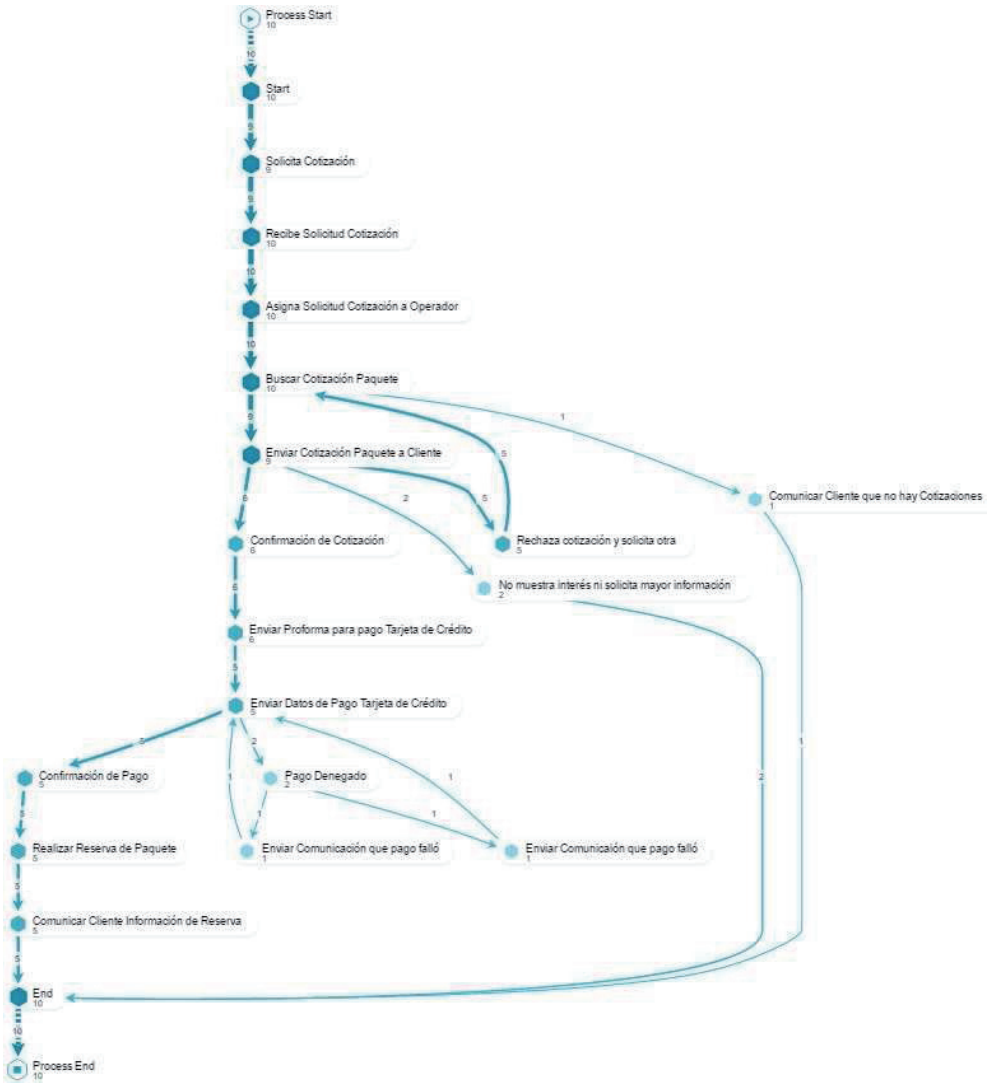 Process Start
10
10
Start
10
9
Solicita Cotización
9
9
Recibe Solicitud Cotización
10
10
Asigna Solicitud Cotización a Operador
10
10
Buscar Cotización Paquete
10
1
9
Enviar Cotización Paquete a Cliente
9
5
6
2
5
Comunicar Cliente que no hay Cotizaciones
1
Confirmación de Cotización
6
Rechaza cotización y solicita otra
5
No muestra interés ni solicita mayor información
2
6
Enviar Proforma para pago Tarjeta de Crédito
6
5
Enviar Datos de Pago Tarjeta de Crédito
5
5
2
1
Confirmación de Pago
5
Pago Denegado
2
1
1
2
5
1
1
Realizar Reserva de Paquete
5
Enviar Comunicación que pago falló
1
Enviar Comunicaión que pago falló
1
5
Comunicar Cliente Información de Reserva
5
5
End
10
10
Process End
10